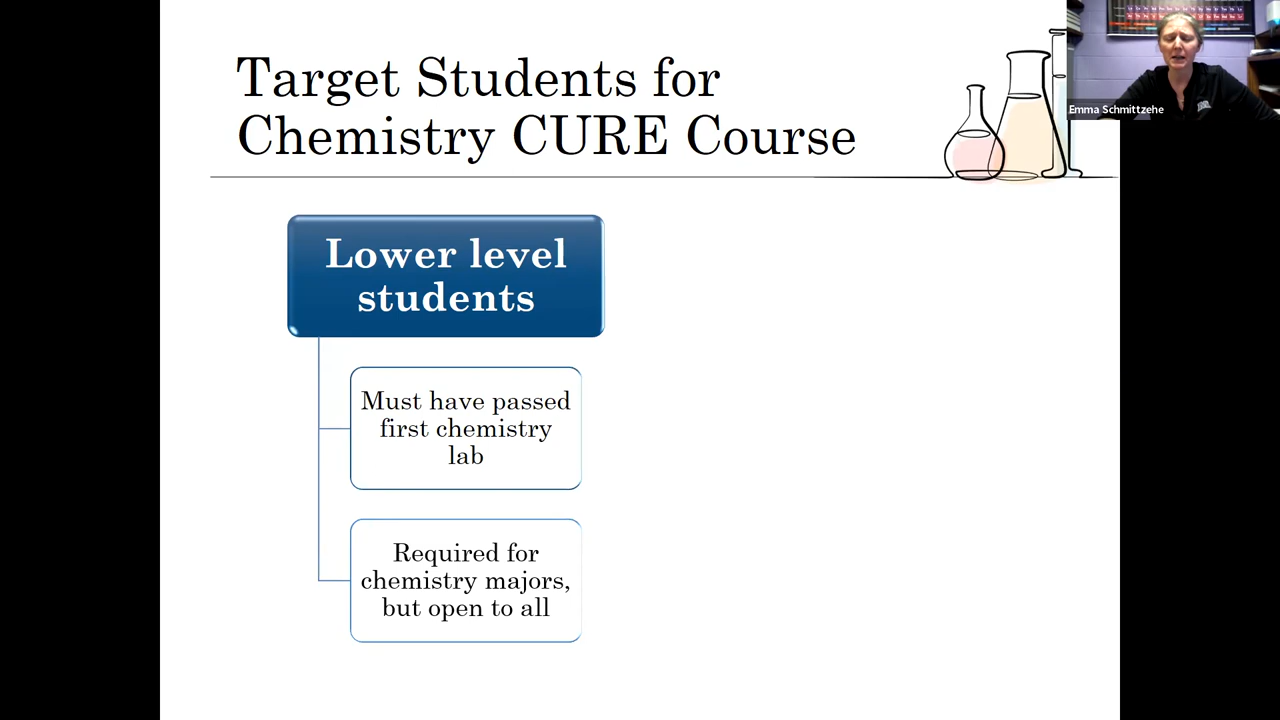 Target Students for
Chemistry CURE Course
Emma Schmittzehe
Lower level
students
Must have passed
first chemistry
lab
Required for
chemistry majors,
but open to all